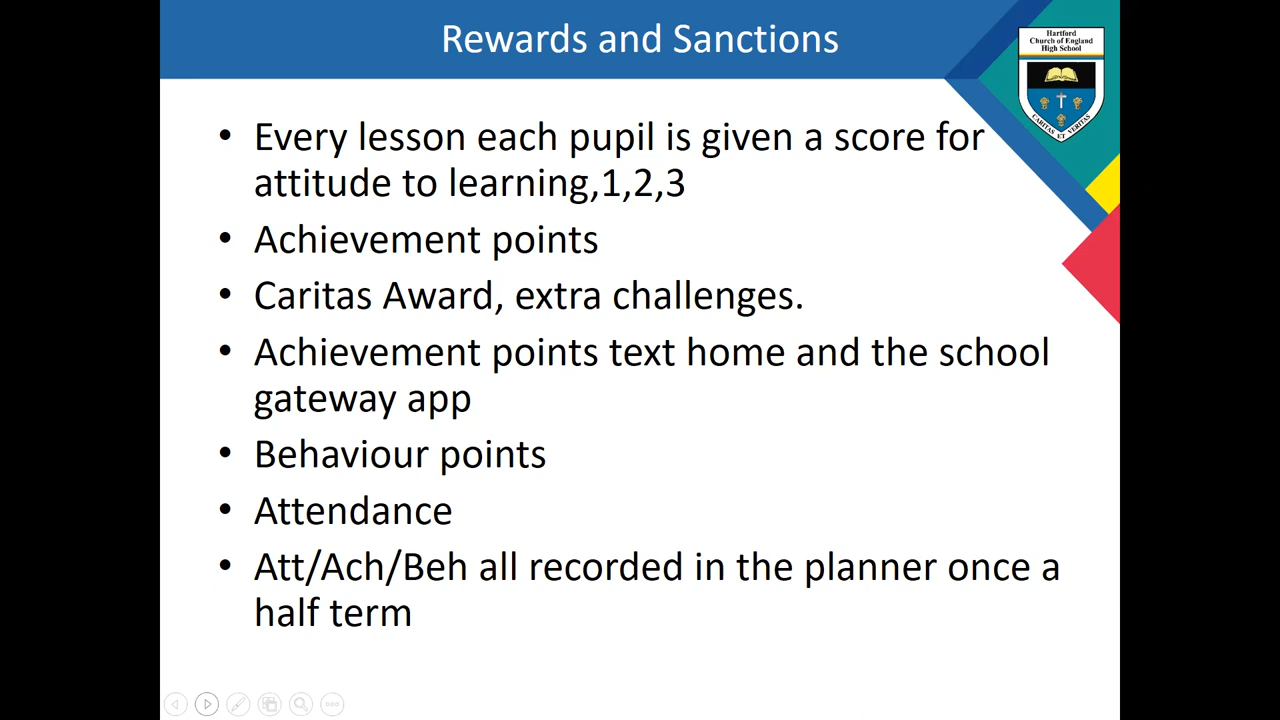 Rewards and Sanctions
Hartford
Church of England
High School
CARITAS ET VERITAS
• Every lesson each pupil is given a score for
attitude to learning,1,2,3
• Achievement points
• Caritas Award, extra challenges.
• Achievement points text home and the school
gateway app
• Behaviour points
• Attendance
• Att/Ach/Beh all recorded in the planner once a
half term